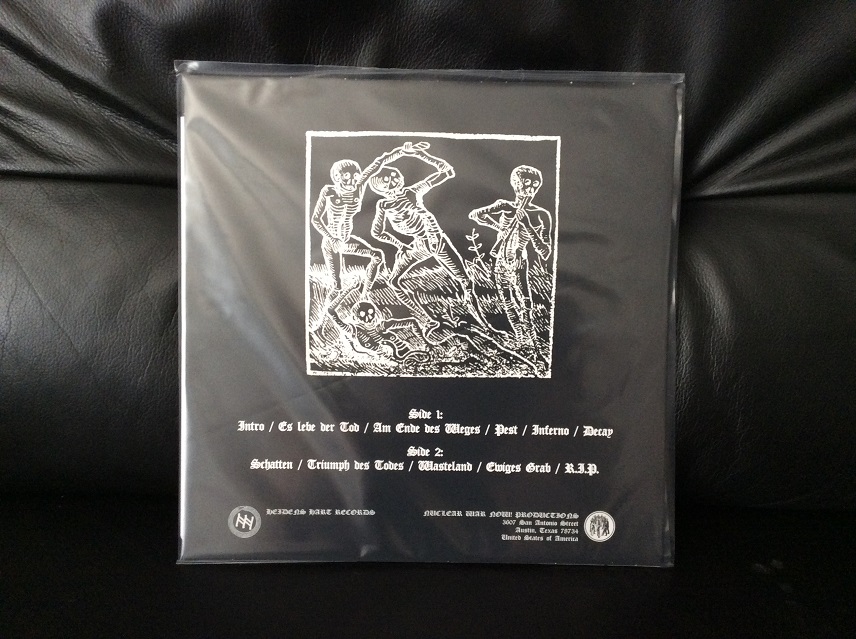 Side 1:
Intro / Es lebe der Tod / Am Ende des Weges / Pest / Inferno / Decay
Side 2:
Schatten / Triumph des Todes / Wasteland / Ewiges Grab / R.I.P.
HEIDENS HART RECORDS
NUCLEAR WAR NOW! PRODUCTIONS
3607 San Antonio Street
Austin, Texas 78734
United States of America